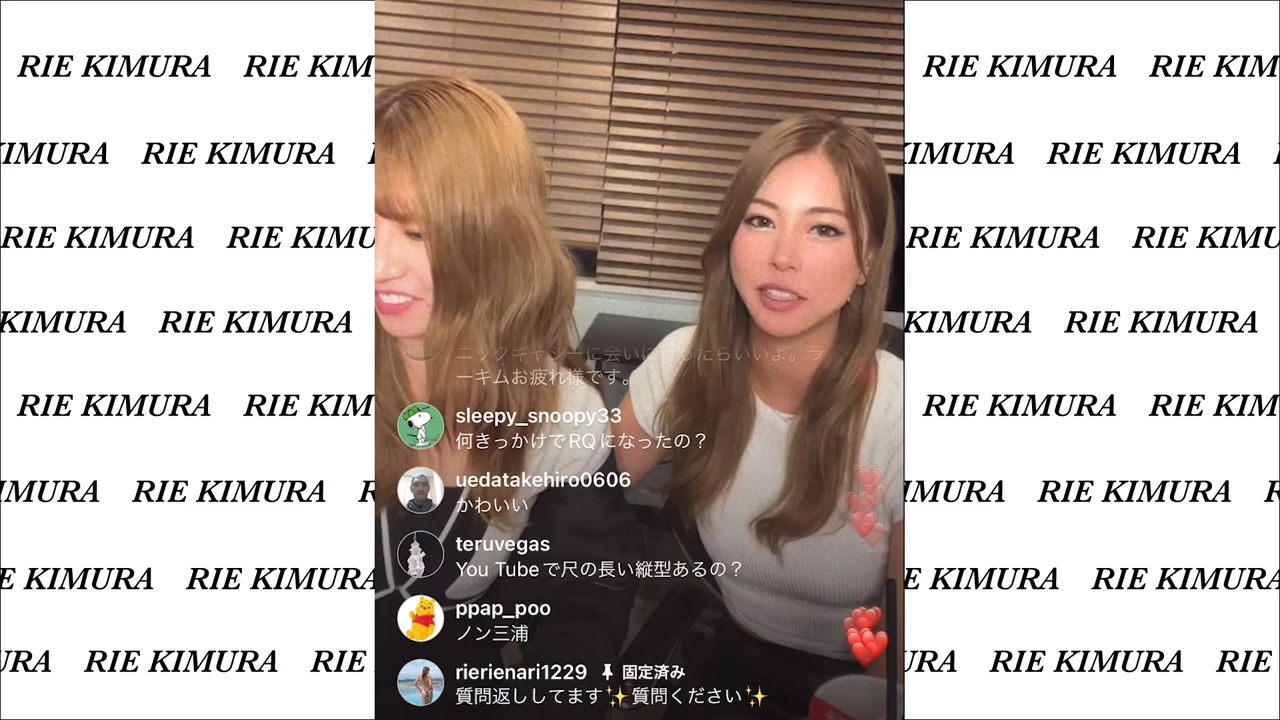 RIE KIMURA RIE KIM
IMURA RIE KIMURA
RIE KIMURA RIE KIMU
KIMURA RIE KIMURA
RIE KIMURA RIE KIM
IMURA RIE KIMURA R
E KIMURA RIE KIMURA
URA RIE KIMURA RIE
ニックキャシーに会いに
たらいいよ。ラ
ーキムお疲れ様です。
sleepy_snoopy33
何きっかけでRQになったの？
uedatakehiro0606
かわいい
teruvegas
You Tubeで尺の長い縦型あるの？
ppap_poo
ノン三浦
rierienari1229 固定済み
質問返ししてます✨質問ください✨
RIE KIMURA RIE KIM
IMURA RIE KIMURA
RIE KIMURA RIE KIMU
KIMURA RIE KIMURA
RIE KIMURA RIE KIM
IMURA RIE KIMURA R
E KIMURA RIE KIMURA
URA RIE KIMURA RIE